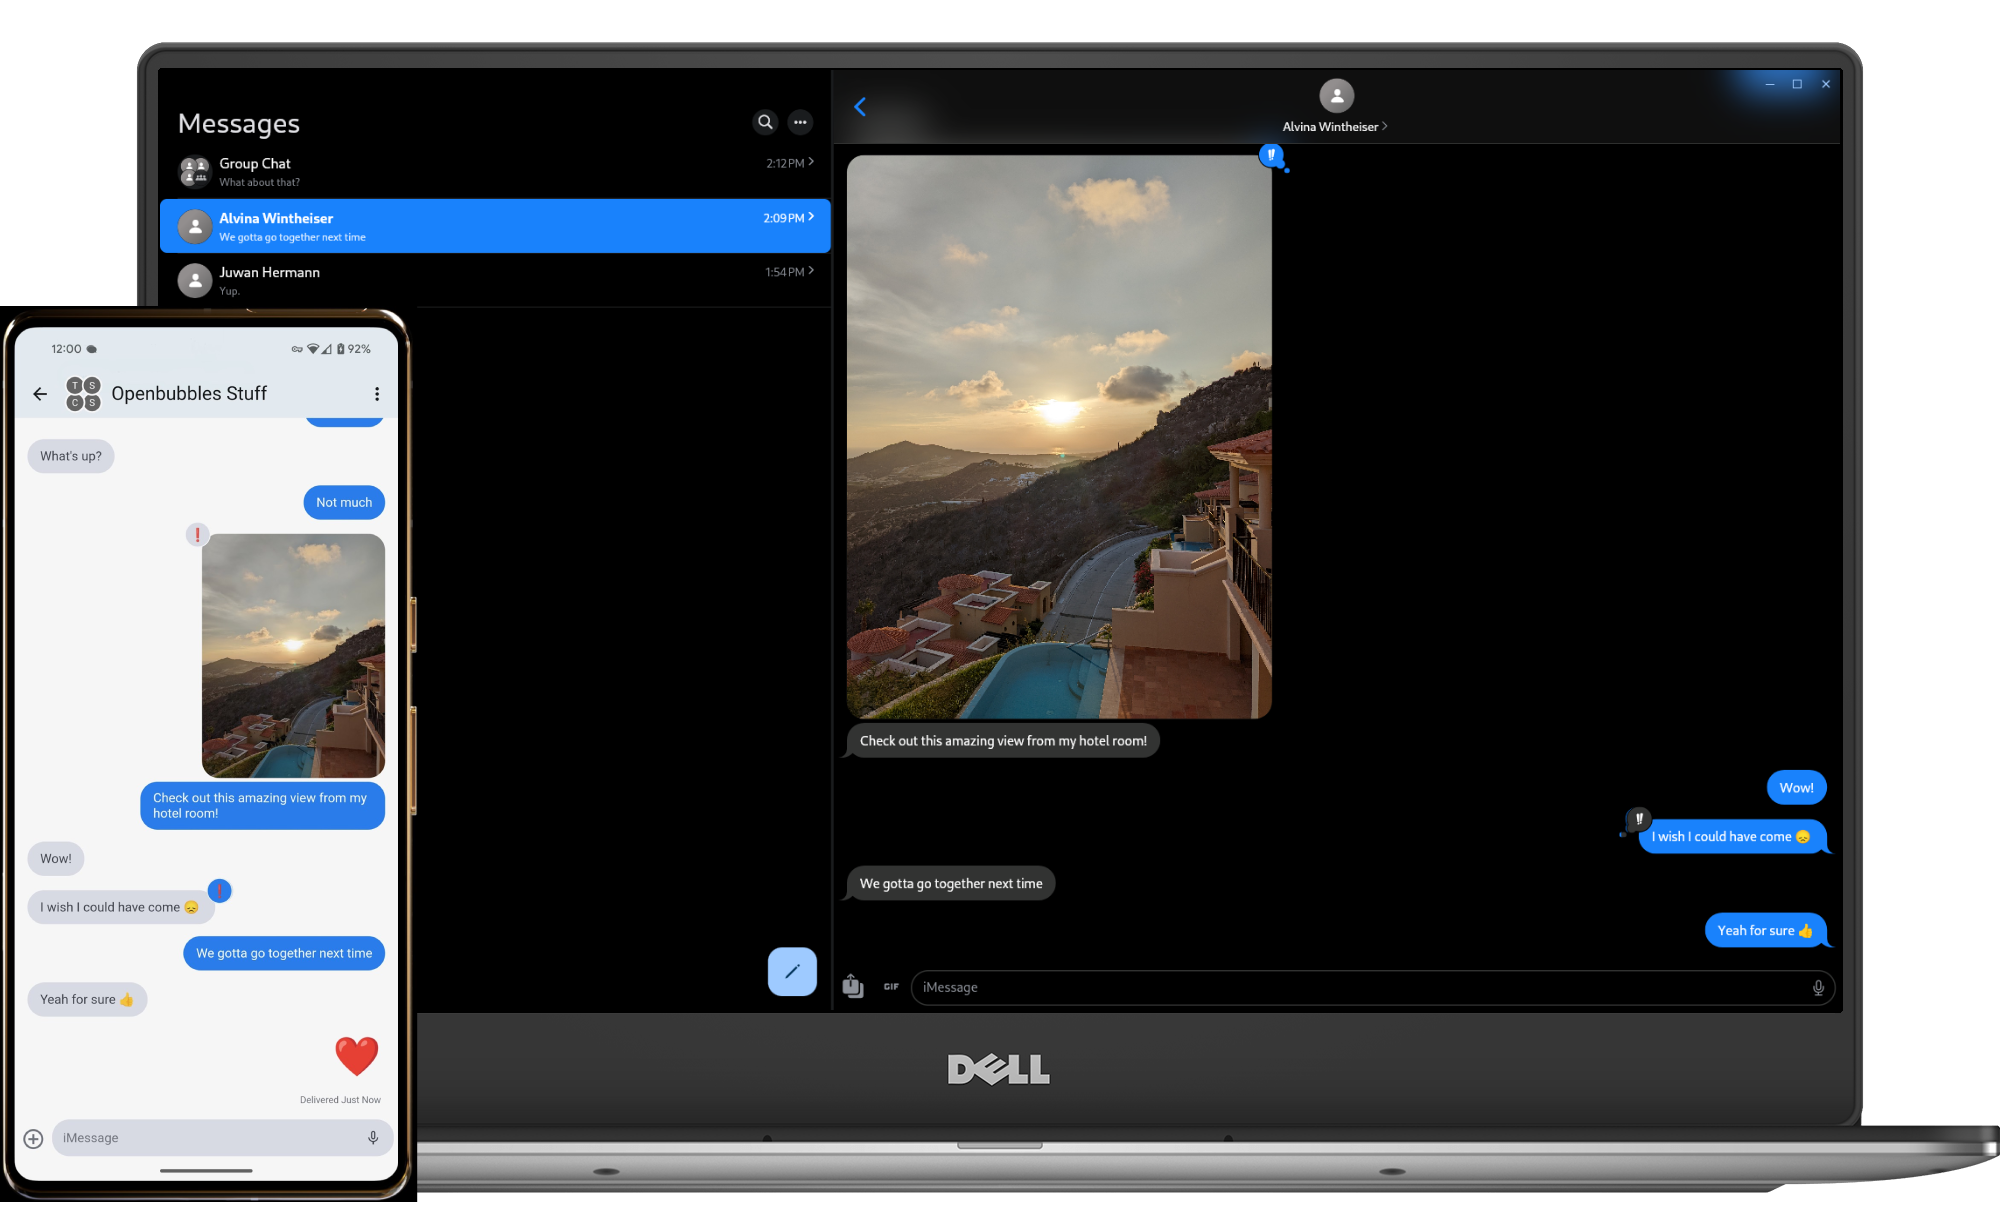 Messages
Group Chat
2:12 PM
What about that?
Alvina Wintheiser
2:09 PM
We gotta go together next time
Juwan Hermann
1:54 PM
Yup.
Alvina Wintheiser
‼
Check out this amazing view from my hotel room!
Wow!
‼
I wish I could have come 😞
We gotta go together next time
Yeah for sure 👍
GIF
iMessage
DELL
12:00
92%
T S
C S
Openbubbles Stuff
What's up?
Not much
❗
Check out this amazing view from my
hotel room!
Wow!
❗
I wish I could have come 😞
We gotta go together next time
Yeah for sure 👍
❤️
Delivered Just Now
iMessage